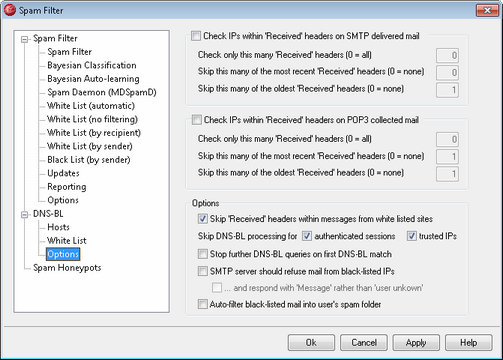 Spam Filter
Spam Filter
Spam Filter
Bayesian Classification
Bayesian Auto-learning
Spam Daemon (MDSpamD)
White List (automatic)
White List (no filtering)
White List (by recipient)
White List (by sender)
Black List (by sender)
Updates
Reporting
Options
DNS-BL
Hosts
White List
Options
Spam Honeypots
Check IPs within 'Received' headers on SMTP delivered mail
Check only this many 'Received' headers (0 = all) 0
Skip this many of the most recent 'Received' headers (0 = none) 0
Skip this many of the oldest 'Received' headers (0 = none) 1
Check IPs within 'Received' headers on POP3 collected mail
Check only this many 'Received' headers (0 = all) 0
Skip this many of the most recent 'Received' headers (0 = none) 1
Skip this many of the oldest 'Received' headers (0 = none) 1
Options
Skip 'Received' headers within messages from white listed sites
Skip DNS-BL processing for authenticated sessions trusted IPs
Stop further DNS-BL queries on first DNS-BL match
SMTP server should refuse mail from black-listed IPs
... and respond with 'Message' rather than 'user unkown'
Auto-filter black-listed mail into user's spam folder
Ok Cancel Apply Help